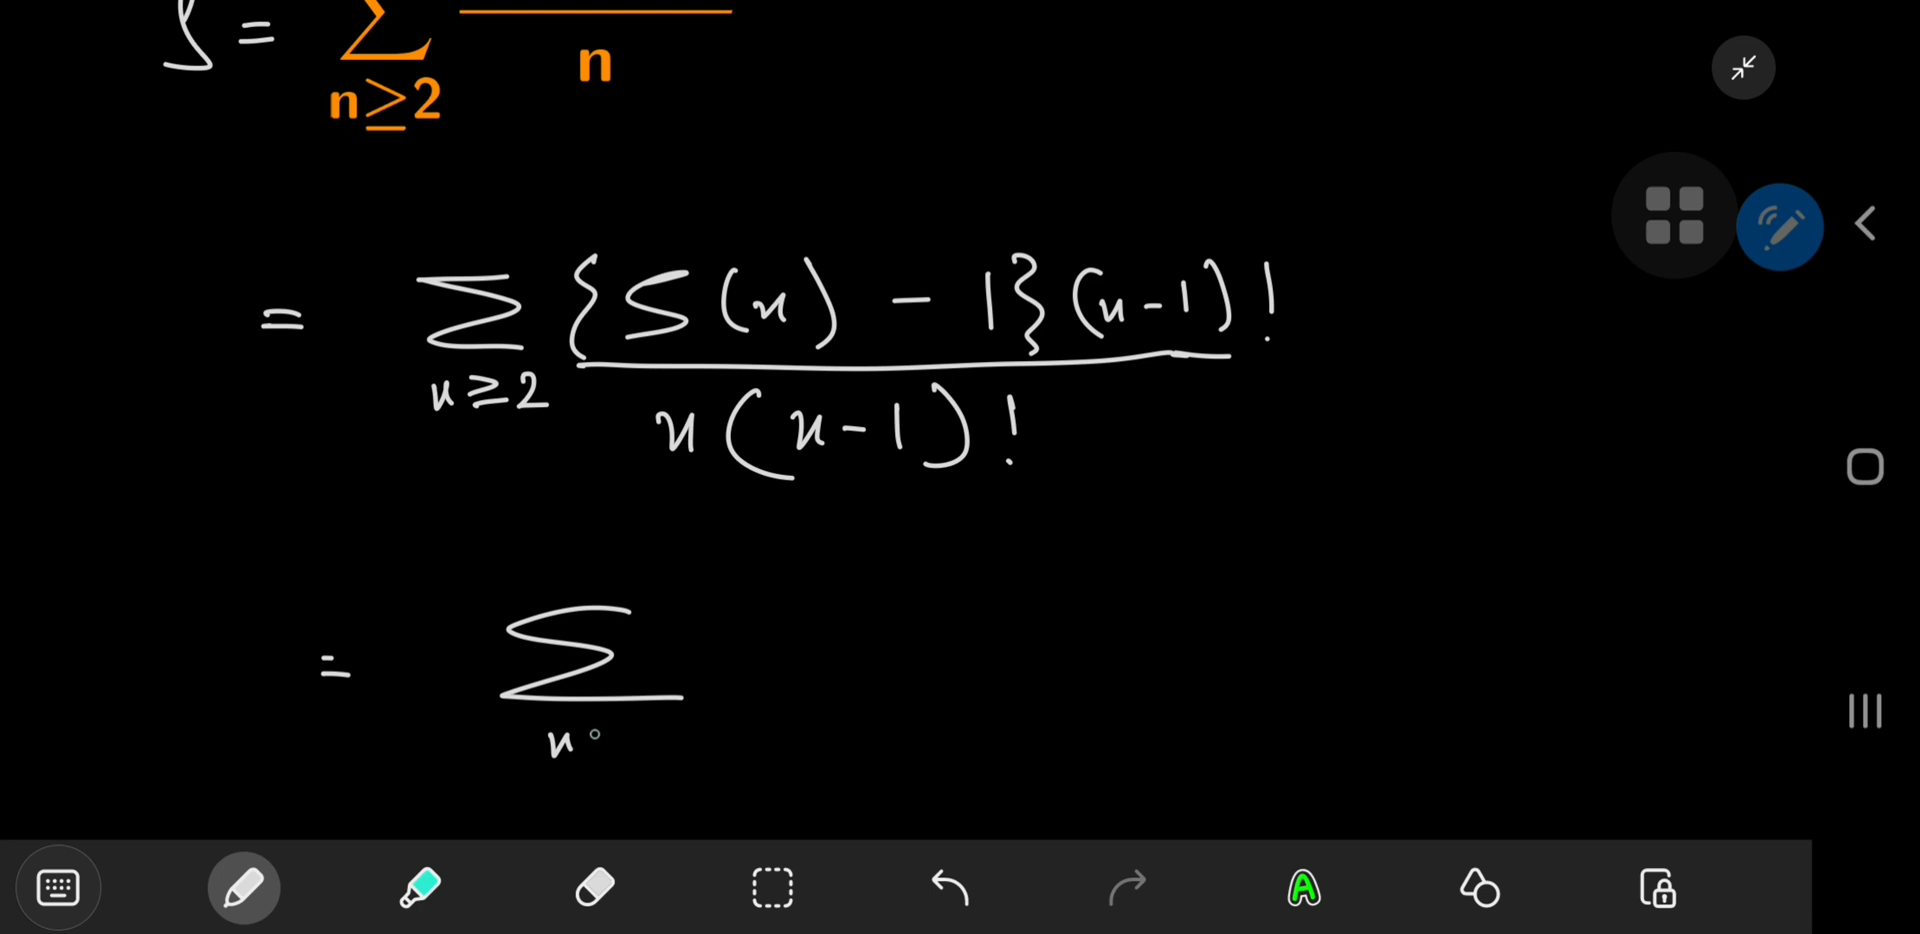 S = ∑
n
n≥2
= ∑ {ζ(n) - 1}(n-1)!
n≥2 n(n-1)!
= ∑
n
A